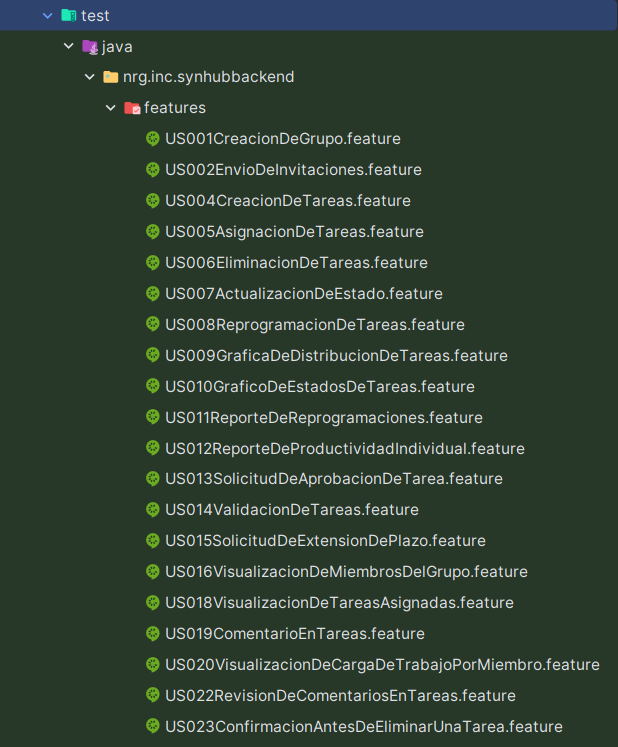 test
java
nrg.inc.synhubbackend
features
US001CreacionDeGrupo.feature
US002EnvioDeInvitaciones.feature
US004CreacionDeTareas.feature
US005AsignacionDeTareas.feature
US006EliminacionDeTareas.feature
US007ActualizacionDeEstado.feature
US008ReprogramacionDeTareas.feature
US009GraficaDeDistribucionDeTareas.feature
US010GraficoDeEstadosDeTareas.feature
US011ReporteDeReprogramaciones.feature
US012ReporteDeProductividadIndividual.feature
US013SolicitudDeAprobacionDeTarea.feature
US014ValidacionDeTareas.feature
US015SolicitudDeExtensionDePlazo.feature
US016VisualizacionDeMiembrosDelGrupo.feature
US018VisualizacionDeTareasAsignadas.feature
US019ComentarioEnTareas.feature
US020VisualizacionDeCargaDeTrabajoPorMiembro.feature
US022RevisionDeComentariosEnTareas.feature
US023ConfirmacionAntesDeEliminarUnaTarea.feature